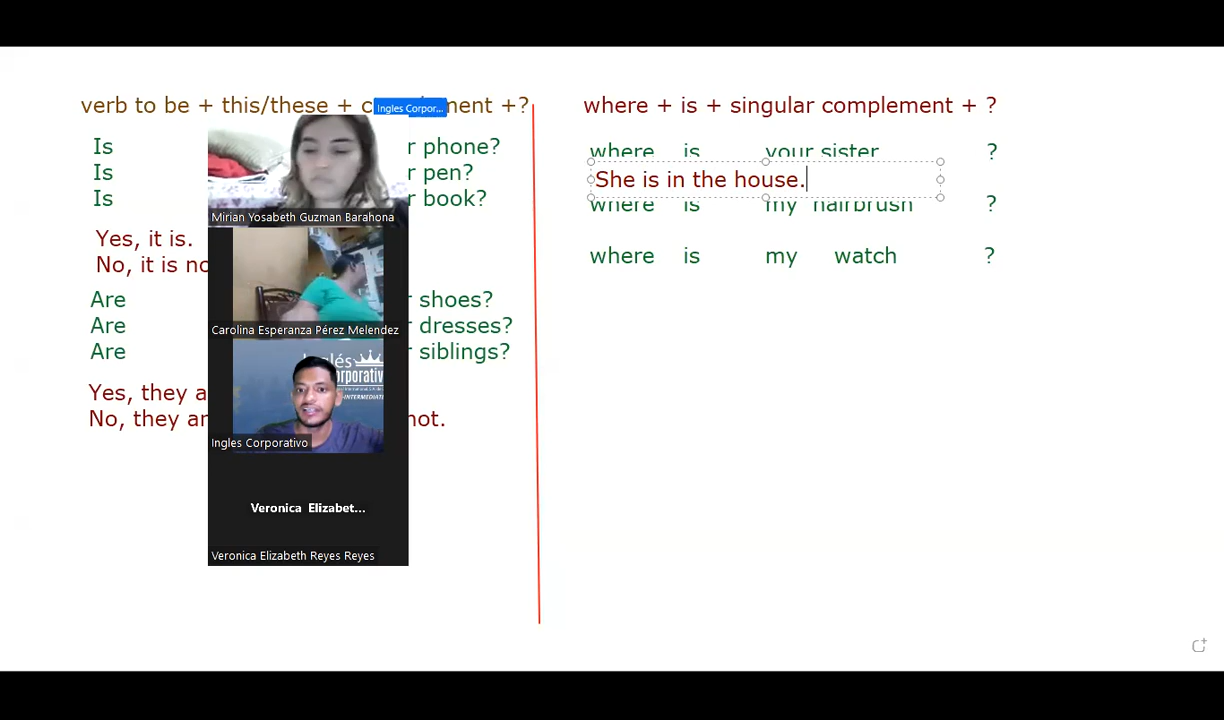 verb to be + this/these + c ment +?
Ingles Corpor...
Is r phone?
Is r pen?
Is r book?
Yes, it is.
No, it is no
Are shoes?
Are r dresses?
Are r siblings?
Yes, they a
No, they ar not.
Mirian Yosabeth Guzman Barahona
Carolina Esperanza Pérez Melendez
Inglés
orporativ
INTERMEDIATE
Ingles Corporativo
Veronica Elizabet...
Veronica Elizabeth Reyes Reyes
where + is + singular complement + ?
where is your sister ?
She is in the house.
where is my hairbrush ?
where is my watch ?